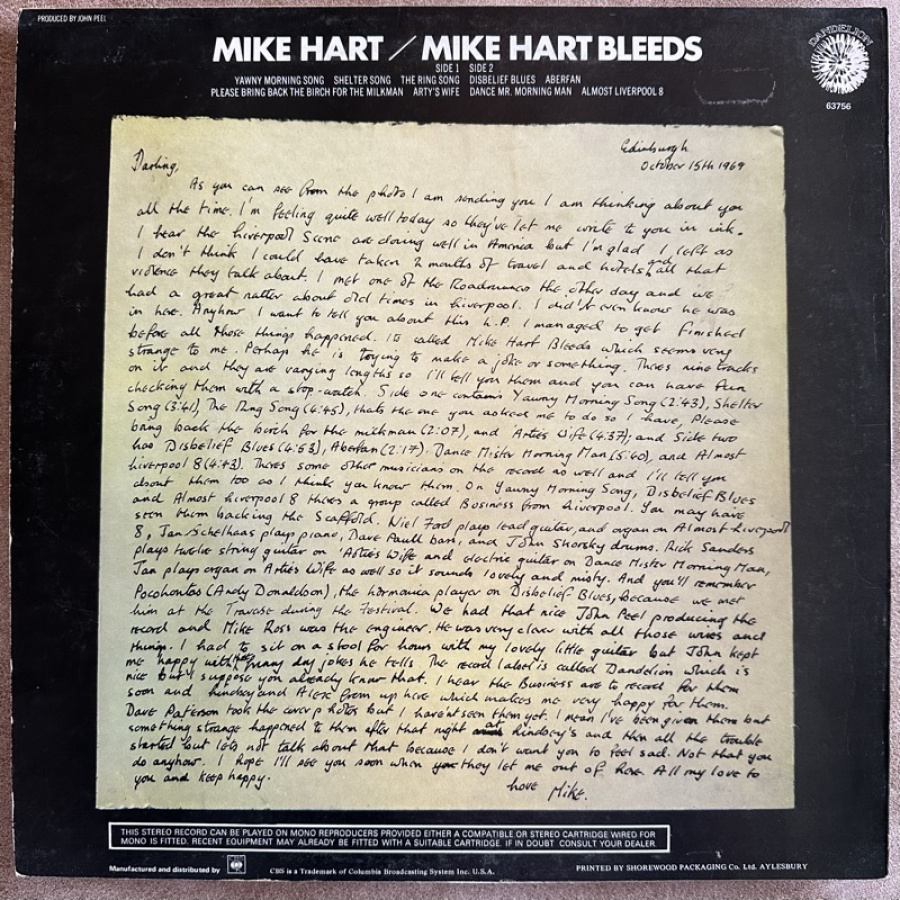 PRODUCED BY JOHN PEEL
MIKE HART / MIKE HART BLEEDS
SIDE 1 SIDE 2
YAWNY MORNING SONG SHELTER SONG THE RING SONG DISBELIEF BLUES ABERFAN
PLEASE BRING BACK THE BIRCH FOR THE MILKMAN ARTY'S WIFE DANCE MR. MORNING MAN ALMOST LIVERPOOL 8
DANDELION
63756
Edinburgh
October 15th 1969
Darling,
As you can see from the photo I am sending you I am thinking about you
all the time. I'm feeling quite well today so they've let me write to you in ink.
I hear the Liverpool Scene are doing well in America but I'm glad I left as
I don't think I could have taken 2 months of travel and hotels and all that
violence they talk about. I met one of the Roadrunners the other day and we
had a great natter about old times in Liverpool. I didn't even know he was
in here. Anyhow I want to tell you about this L.P. I managed to get finished
before all those things happened. Its called Mike Hart Bleeds which seems very
strange to me. Perhaps he is trying to make a joke or something. Theres nine tracks
on it and they are varying lengths so I'll tell you them and you can have fun
checking them with a stop-watch. Side one contains Yawny Morning Song (2:43), Shelter
Song (3:41), The Ring Song (4:45), thats the one you asked me to do so I have, Please
bring back the birch for the milkman (2:07), and 'Arties Wife (4:37); and Side two
has Disbelief Blues (4:53), Aberfan (2:17). Dance Mister Morning Man (5:40), and Almost
Liverpool 8 (4:43). Theres some other musicians on the record as well and I'll tell you
about them too as I think you know them. On Yawny Morning Song, Disbelief Blues
and Almost Liverpool 8 theres a group called Business from Liverpool. You may have
seen them backing the Scaffold. Niel Ford plays lead guitar and organ on Almost Liverpool
8, Jan Schelhaas plays piano, Dave Paull bass, and John Shorsky drums. Rick Sanders
plays twelve string guitar on 'Arties Wife and electric guitar on Dance Mister Morning Man,
Jan plays organ on Arties Wife as well so it sounds lovely and misty. And you'll remember
Pocohontas (Andy Donaldson), the harmonica player on Disbelief Blues, because we met
him at the Traverse during the Festival. We had that nice John Peel producing the
record and Mike Ross was the engineer. He was very clever with all those wires and
things. I had to sit on a stool for hours with my lovely little guitar but John kept
me happy with the funny dry jokes he tells. The record label is called Dandelion which is
nice but I suppose you already know that. I hear the Business are to record for them
soon and Lindsey and Alex from up here which makes me very happy for them.
Dave Paterson took the cover photos but I haven't seen them yet. I mean I've been given them but
something strange happened to them after that night at Lindsey's and then all the trouble
started but lets not talk about that because I don't want you to feel sad. Not that you
do anyhow. I hope I'll see you soon when they let me out of here. All my love to
you and keep happy.
Love Mike.
THIS STEREO RECORD CAN BE PLAYED ON MONO REPRODUCERS PROVIDED EITHER A COMPATIBLE OR STEREO CARTRIDGE WIRED FOR
MONO IS FITTED. RECENT EQUIPMENT MAY ALREADY BE FITTED WITH A SUITABLE CARTRIDGE. IF IN DOUBT CONSULT YOUR DEALER.
Manufactured and distributed by CBS CBS is a Trademark of Columbia Broadcasting System Inc. U.S.A. PRINTED BY SHOREWOOD PACKAGING Co. Ltd. AYLESBURY